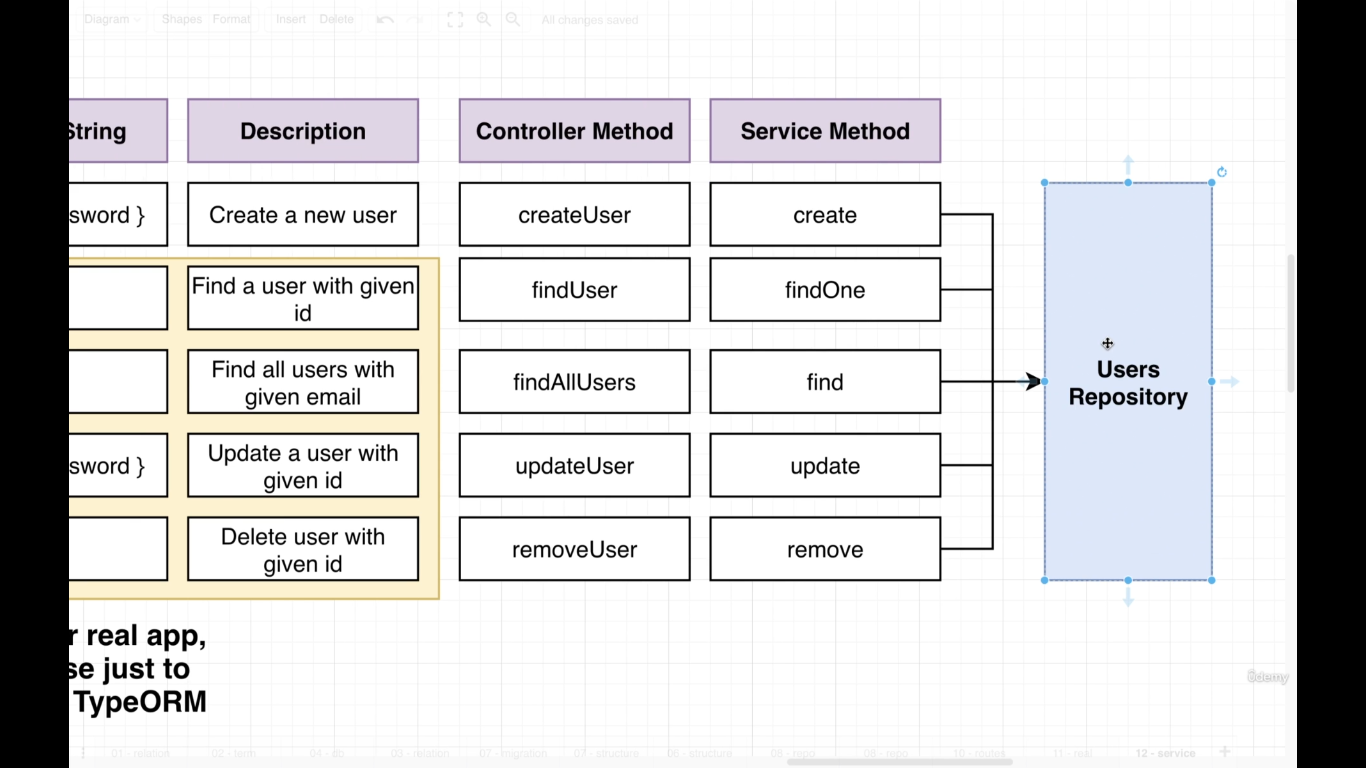 Diagram Shapes Format Insert Delete All changes saved
String
Description
Controller Method
Service Method
sword }
Create a new user
createUser
create
Find a user with given
id
findUser
findOne
Find all users with
given email
findAllUsers
find
Users
Repository
sword }
Update a user with
given id
updateUser
update
Delete user with
given id
removeUser
remove
r real app,
se just to
TypeORM
ûdemy
01 - relation 02 - term 04 - db 03 - relation 07 - migration 07 - structure 06 - structure 08 - repo 08 - repo 10 - routes 11 - real 12 - service